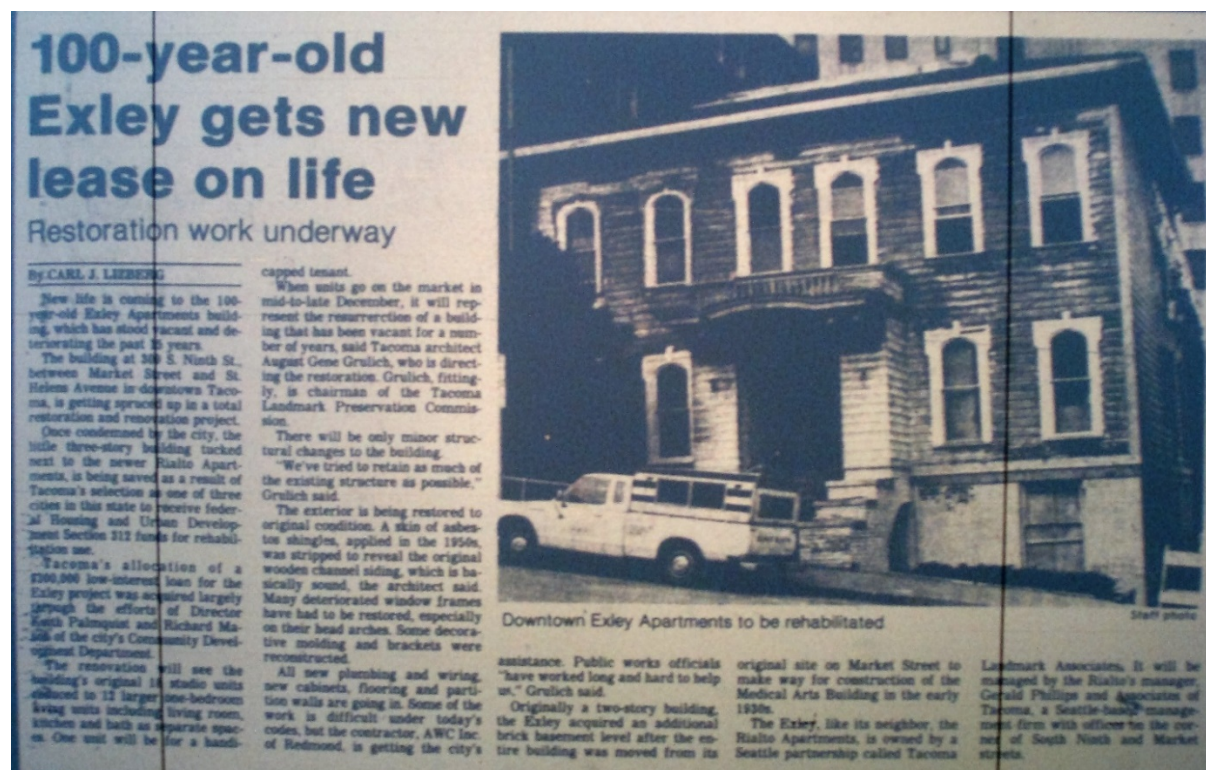 100-year-old
Exley gets new
lease on life
Restoration work underway
By CARL J. LIEBERG
New life is coming to the 100-
year-old Exley Apartments build-
ing, which has stood vacant and de-
teriorating the past 15 years.
The building at 309 S. Ninth St.,
between Market Street and St.
Helens Avenue in downtown Taco-
ma, is getting spruced up in a total
restoration and renovation project.
Once condemned by the city, the
little three-story building tucked
next to the newer Rialto Apart-
ments, is being saved as a result of
Tacoma's selection as one of three
cities in this state to receive feder-
al Housing and Urban Develop-
ment Section 312 funds for rehabil-
itation use.
Tacoma's allocation of a
$200,000 low-interest loan for the
Exley project was acquired largely
through the efforts of Director
Keith Palmquist and Richard Ma-
of the city's Community Devel-
opment Department.
The renovation will see the
building's original 18 studio units
reduced to 12 larger one-bedroom
living units including living room,
kitchen and bath as separate spac-
es. One unit will be for a handi-
capped tenant.
When units go on the market in
mid-to-late December, it will rep-
resent the resurrerction of a build-
ing that has been vacant for a num-
ber of years, said Tacoma architect
August Gene Grulich, who is direct-
ing the restoration. Grulich, fitting-
ly, is chairman of the Tacoma
Landmark Preservation Commis-
sion.
There will be only minor struc-
tural changes to the building.
"We've tried to retain as much of
the existing structure as possible,"
Grulich said.
The exterior is being restored to
original condition. A skin of asbes-
tos shingles, applied in the 1950s,
was stripped to reveal the original
wooden channel siding, which is ba-
sically sound, the architect said.
Many deteriorated window frames
have had to be restored, especially
on their head arches. Some decora-
tive molding and brackets were
reconstructed.
All new plumbing and wiring,
new cabinets, flooring and parti-
tion walls are going in. Some of the
work is difficult under today's
codes, but the contractor, AWC Inc.
of Redmond, is getting the city's
Downtown Exley Apartments to be rehabilitated
Staff photo
assistance. Public works officials
"have worked long and hard to help
us," Grulich said.
Originally a two-story building,
the Exley acquired an additional
brick basement level after the en-
tire building was moved from its
original site on Market Street to
make way for construction of the
Medical Arts Building in the early
1930s.
The Exley, like its neighbor, the
Rialto Apartments, is owned by a
Seattle partnership called Tacoma
Landmark Associates. It will be
managed by the Rialto's manager,
Gerald Phillips and Associates of
Tacoma, a Seattle-based manage-
ment firm with offices on the cor-
ner of South Ninth and Market
streets.